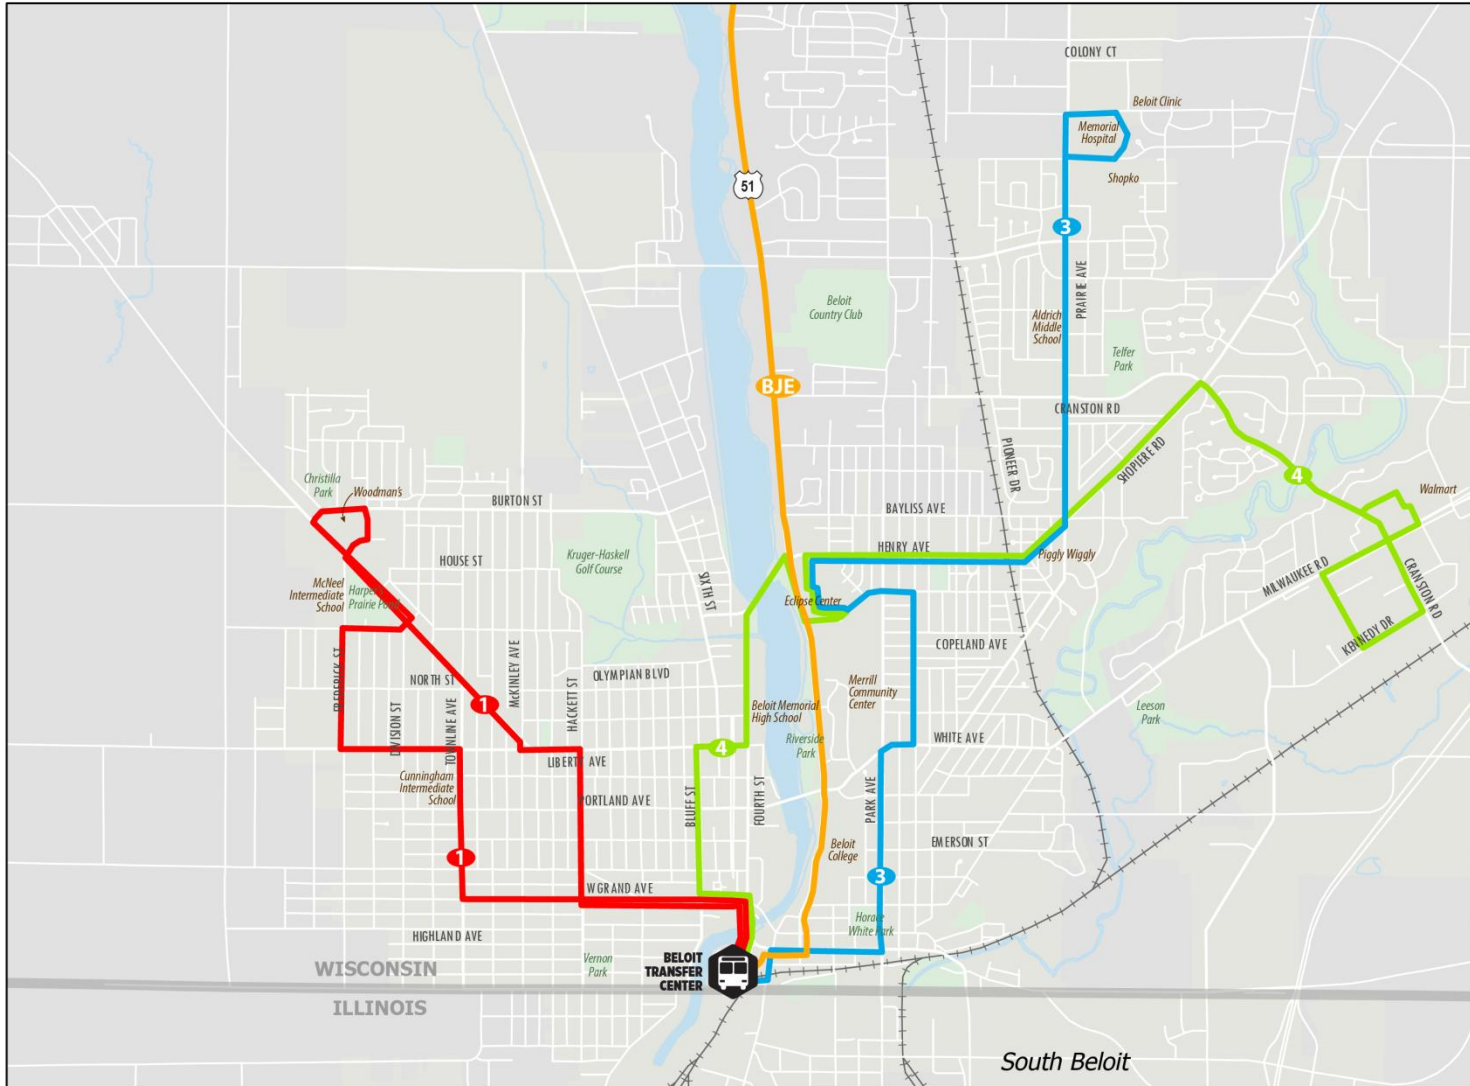 COLONY CT
Beloit Clinic
Memorial
Hospital
Shopko
51
3
PRAIRIE AVE
Beloit
Country Club
Aldrich
Middle
School
Telfer
Park
BJE
CRANSTON RD
PIONEER DR
SHOPIERE RD
4
Walmart
Christilla
Park
Woodman's
BURTON ST
BAYLISS AVE
HENRY AVE
Piggly Wiggly
HOUSE ST
Kruger-Haskell
Golf Course
SIXTH ST
MILWAUKEE RD
CRANSTON RD
McNeel
Intermediate
School
Prairie
Eclipse Center
KENNEDY DR
COPELAND AVE
FREDERICK ST
NORTH ST
McKINLEY AVE
HACKETT ST
OLYMPIAN BLVD
Merrill
Community
Center
DIVISION ST
TOWNLINE AVE
1
Beloit Memorial
High School
Leeson
Park
Riverside
Park
WHITE AVE
4
LIBERTY AVE
Cunningham
Intermediate
School
PORTLAND AVE
BLUFF ST
FOURTH ST
PARK AVE
EMERSON ST
Beloit
College
1
3
W GRAND AVE
Horace
White Park
HIGHLAND AVE
Vernon
Park
BELOIT
TRANSFER
CENTER
WISCONSIN
ILLINOIS
South Beloit